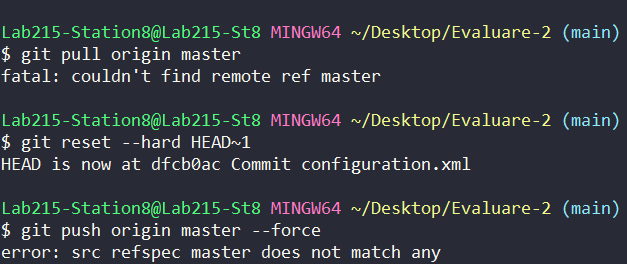 Lab215-Station8@Lab215-St8 MINGW64 ~/Desktop/Evaluare-2 (main)
$ git pull origin master
fatal: couldn't find remote ref master
Lab215-Station8@Lab215-St8 MINGW64 ~/Desktop/Evaluare-2 (main)
$ git reset --hard HEAD~1
HEAD is now at dfcb0ac Commit configuration.xml
Lab215-Station8@Lab215-St8 MINGW64 ~/Desktop/Evaluare-2 (main)
$ git push origin master --force
error: src refspec master does not match any